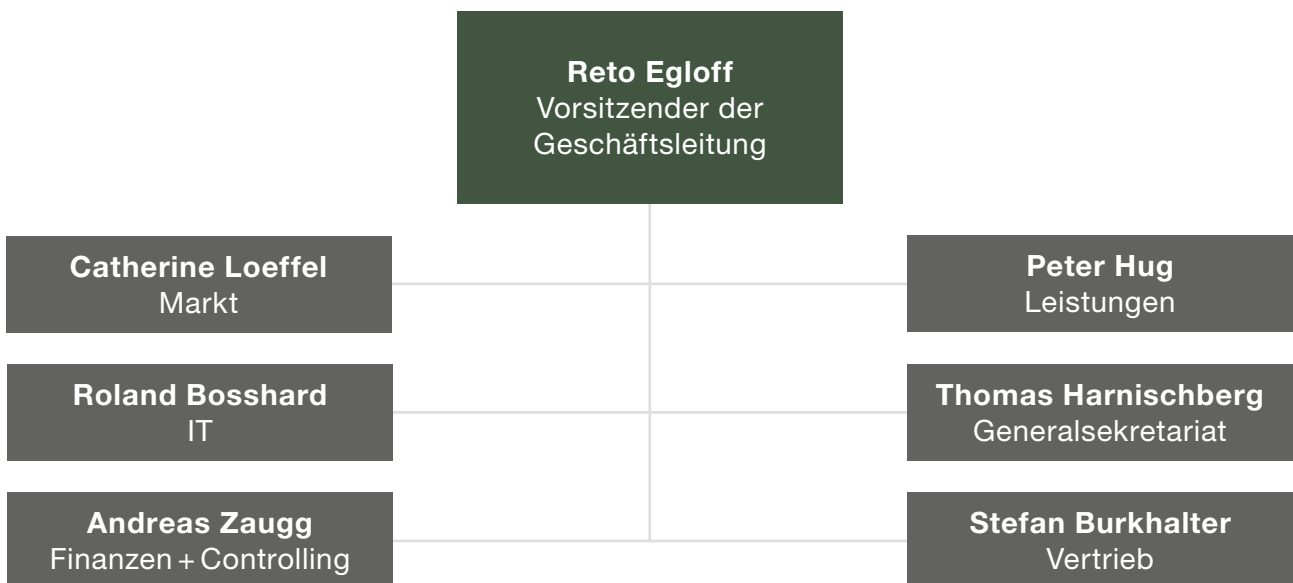 Reto Egloff
Vorsitzender der
Geschäftsleitung
Catherine Loeffel
Markt
Peter Hug
Leistungen
Roland Bosshard
IT
Thomas Harnischberg
Generalsekretariat
Andreas Zaugg
Finanzen + Controlling
Stefan Burkhalter
Vertrieb